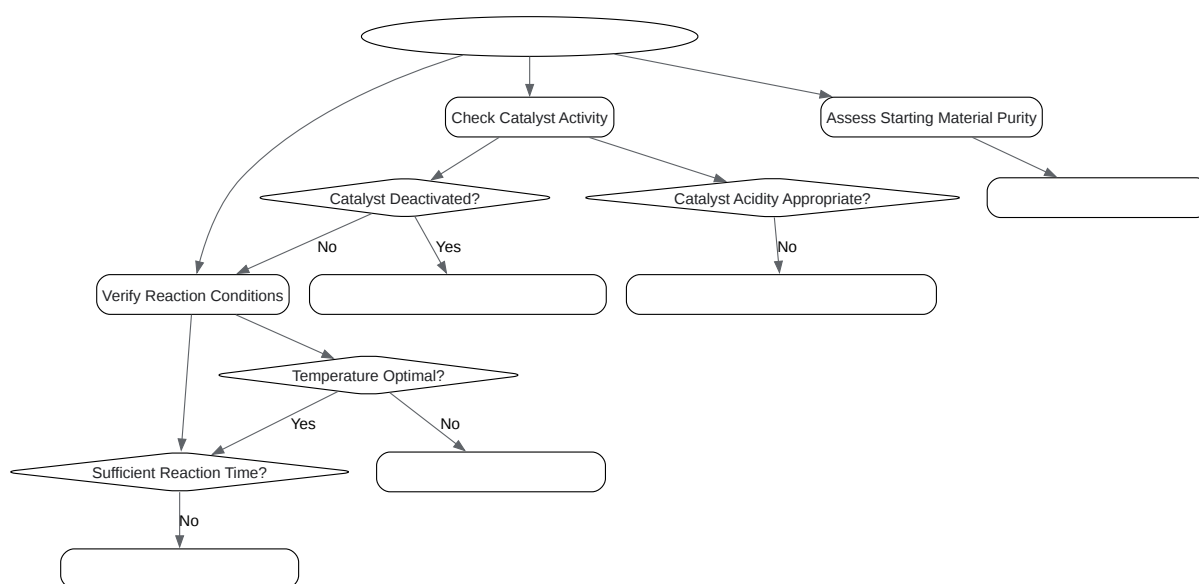 Check Catalyst Activity
Assess Starting Material Purity
Catalyst Deactivated?
Catalyst Acidity Appropriate?
No
Yes
No
Verify Reaction Conditions
Temperature Optimal?
Yes
No
Sufficient Reaction Time?
No